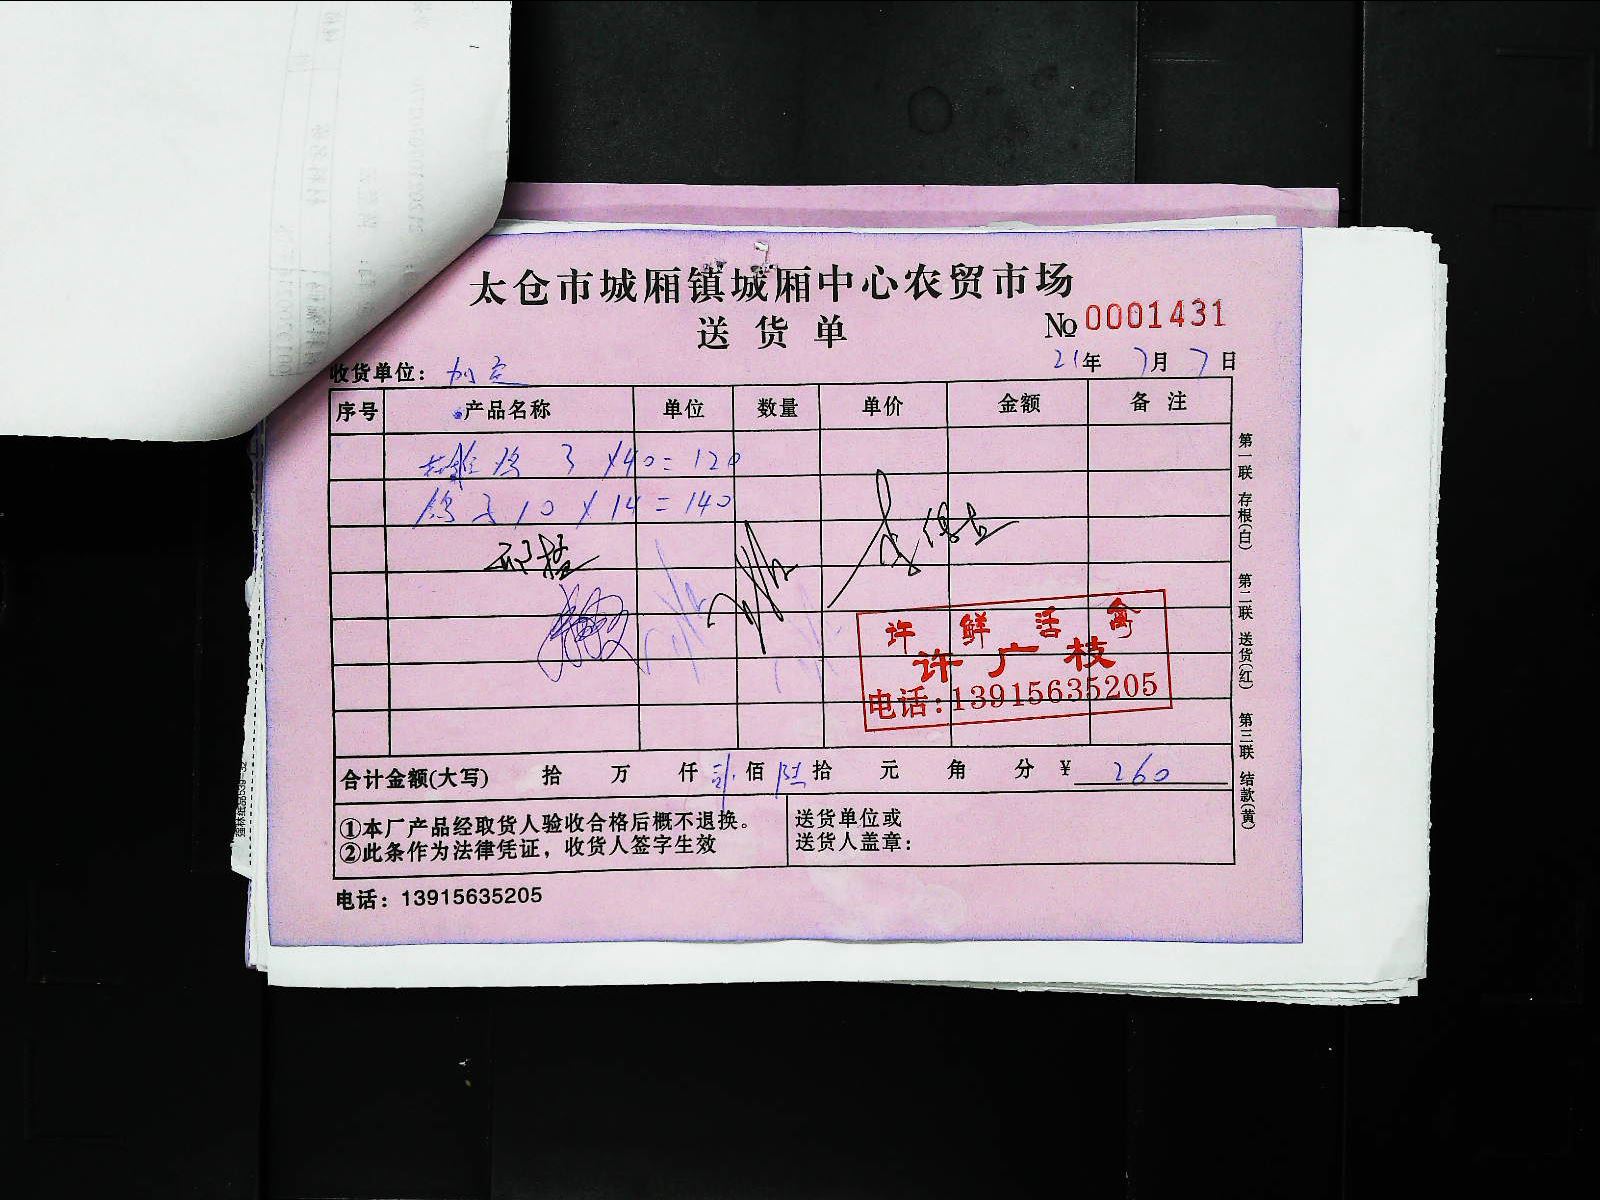 太仓市城厢镇城厢中心农贸市场
送货单
№ 0001431
收货单位：
21年 7月 7日
序号 产品名称 单位 数量 单价 金额 备注
3 ×40=120
10 ×14=140
许 鲜 活 禽
许广枝
电话:13915635205
合计金额(大写) 拾 万 仟 弍佰 陆拾 元 角 分 ￥ 260
①本厂产品经取货人验收合格后概不退换。
②此条作为法律凭证，收货人签字生效
送货单位或
送货人盖章：
电话：13915635205
第一联 存根(白) 第二联 送货(红) 第三联 结款(黄)